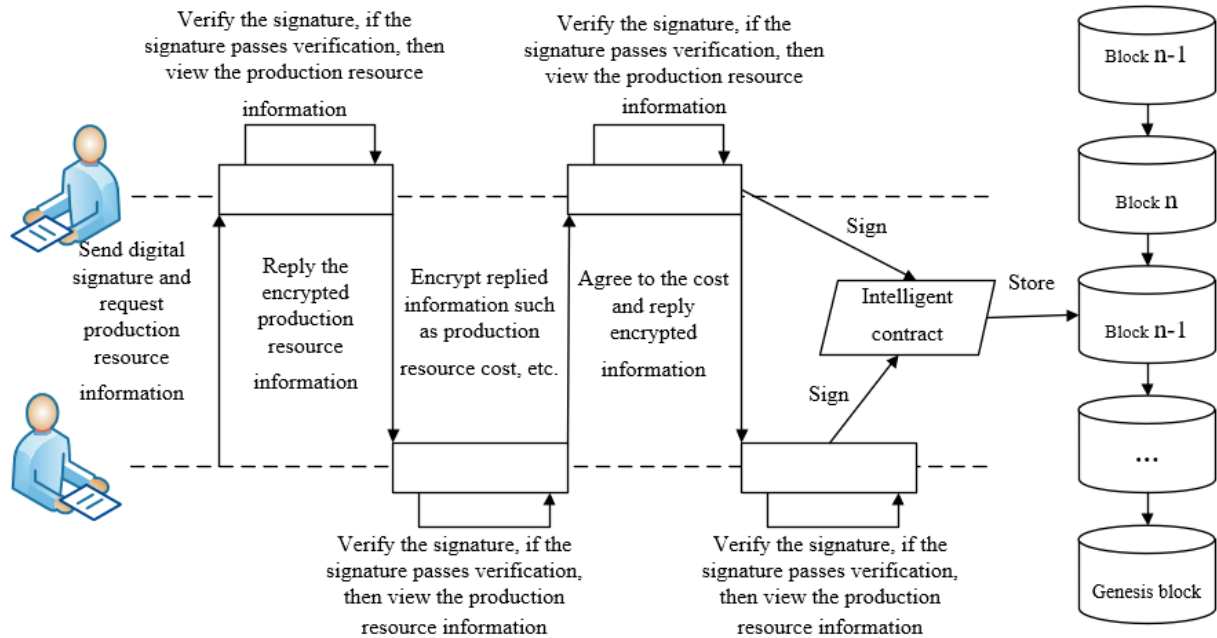 Verify the signature, if the
signature passes verification, then
view the production resource
information
Verify the signature, if the
signature passes verification, then
view the production resource
information
Send digital
signature and
request
production
resource
information
Reply the
encrypted
production
resource
information
Encrypt replied
information such
as production
resource cost, etc.
Agree to the cost
and reply
encrypted
information
Sign
Sign
Intelligent
contract
Store
Verify the signature, if the
signature passes verification,
then view the production
resource information
Verify the signature, if the
signature passes verification,
then view the production
resource information
Block n-1
Block n
Block n-1
...
Genesis block